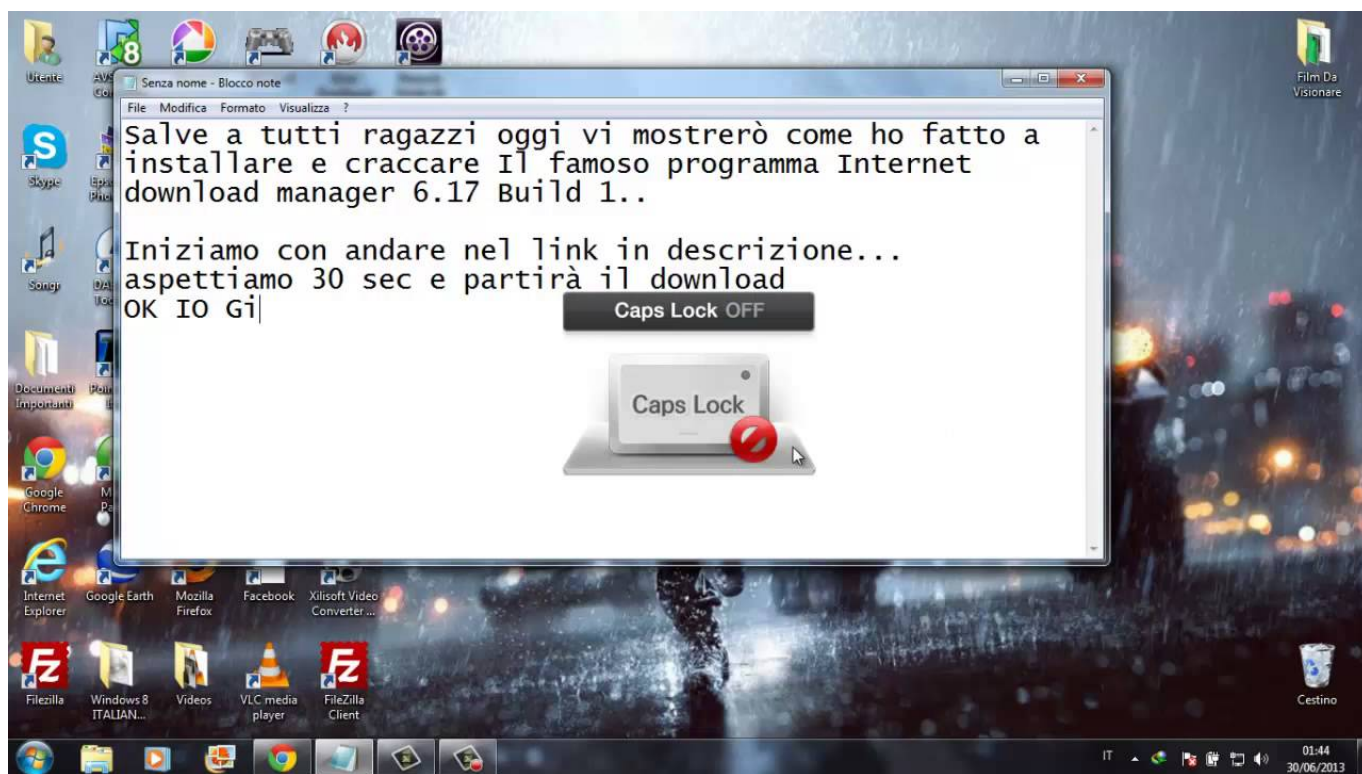 Utente
Film Da
Visionare
Senza nome - Blocco note
File Modifica Formato Visualizza ?
Salve a tutti ragazzi oggi vi mostrerò come ho fatto a
installare e craccare Il famoso programma Internet
download manager 6.17 Build 1..
Iniziamo con andare nel link in descrizione...
aspettiamo 30 sec e partirà il download
OK IO Gi
Caps Lock OFF
Caps Lock
Skype
Songr
Documenti
Importanti
Google
Chrome
Internet
Explorer
Google Earth
Mozilla
Firefox
Facebook
Xilisoft Video
Converter ...
Filezilla
Windows 8
ITALIAN...
Videos
VLC media
player
FileZilla
Client
Cestino
IT
01:44
30/06/2013